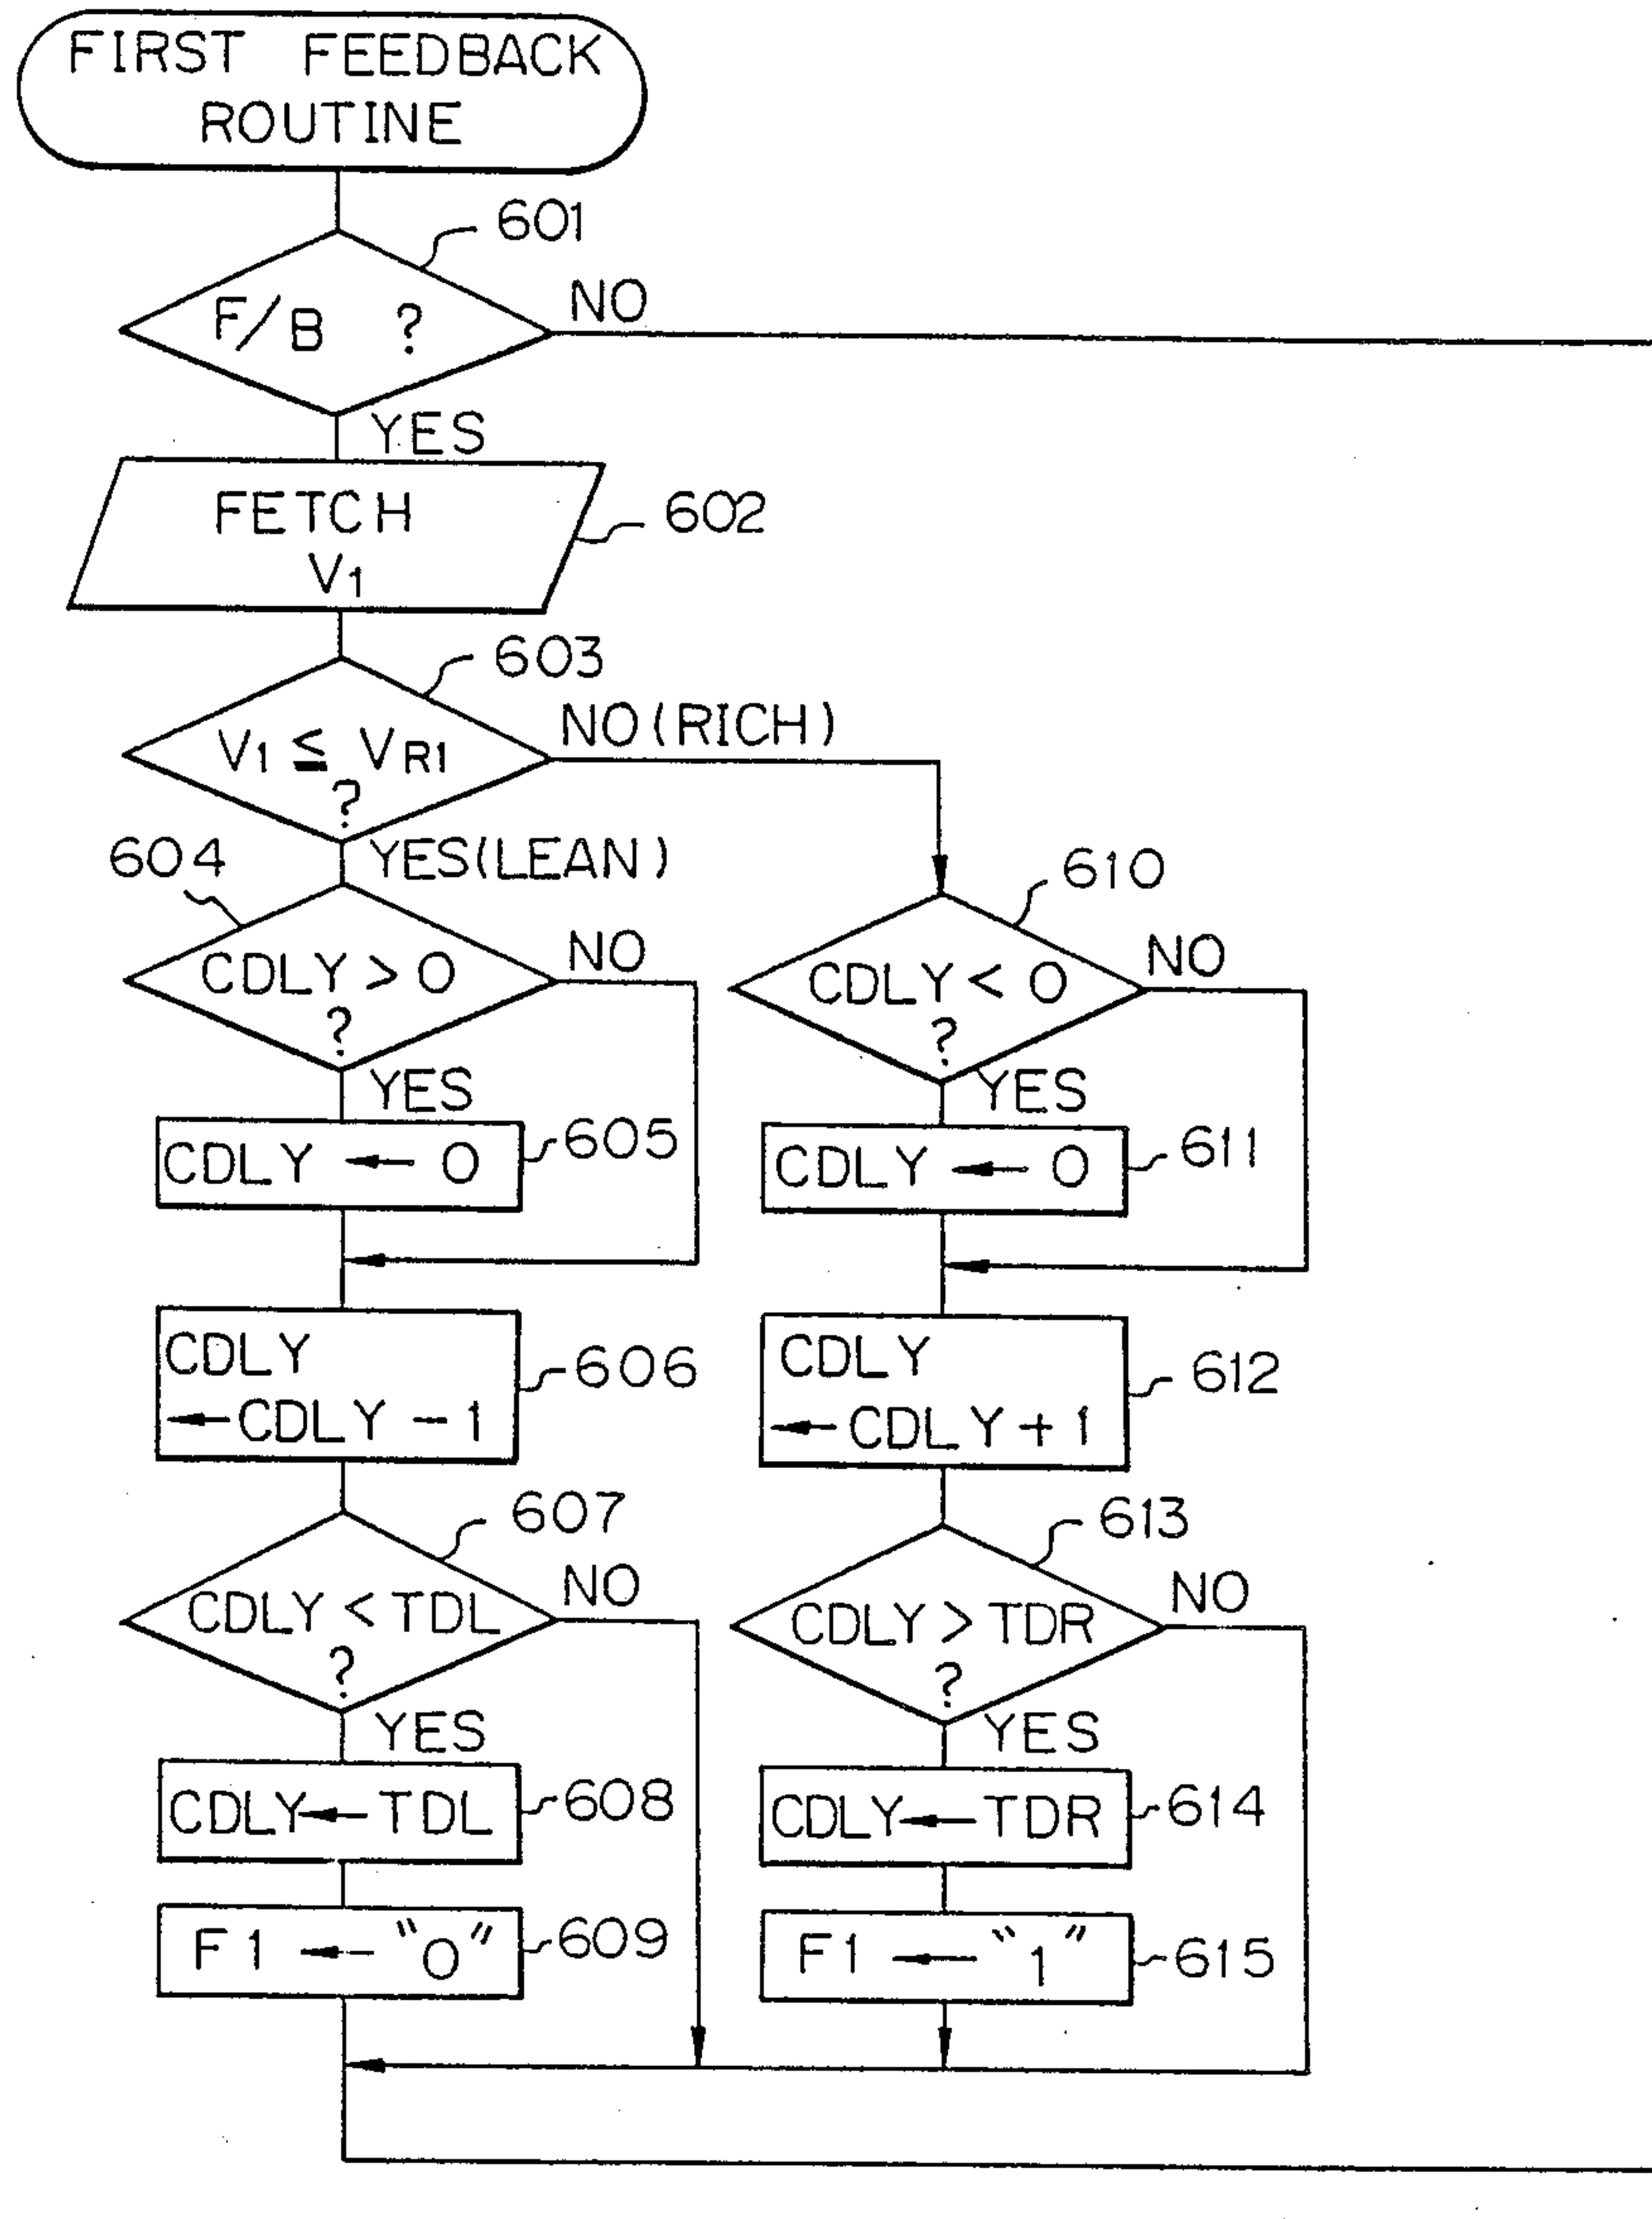 FIRST FEEDBACK
ROUTINE
601
F/B ?
NO
YES
FETCH
V1
602
603
V1 ≦ VR1
?
NO(RICH)
YES(LEAN)
604
CDLY > 0
?
NO
YES
CDLY ← 0
605
CDLY
← CDLY - 1
606
607
CDLY < TDL
?
NO
YES
CDLY ← TDL
608
F1 ← "0"
609
610
CDLY < 0
?
NO
YES
CDLY ← 0
611
CDLY
← CDLY + 1
612
613
CDLY > TDR
?
NO
YES
CDLY ← TDR
614
F1 ← "1"
615